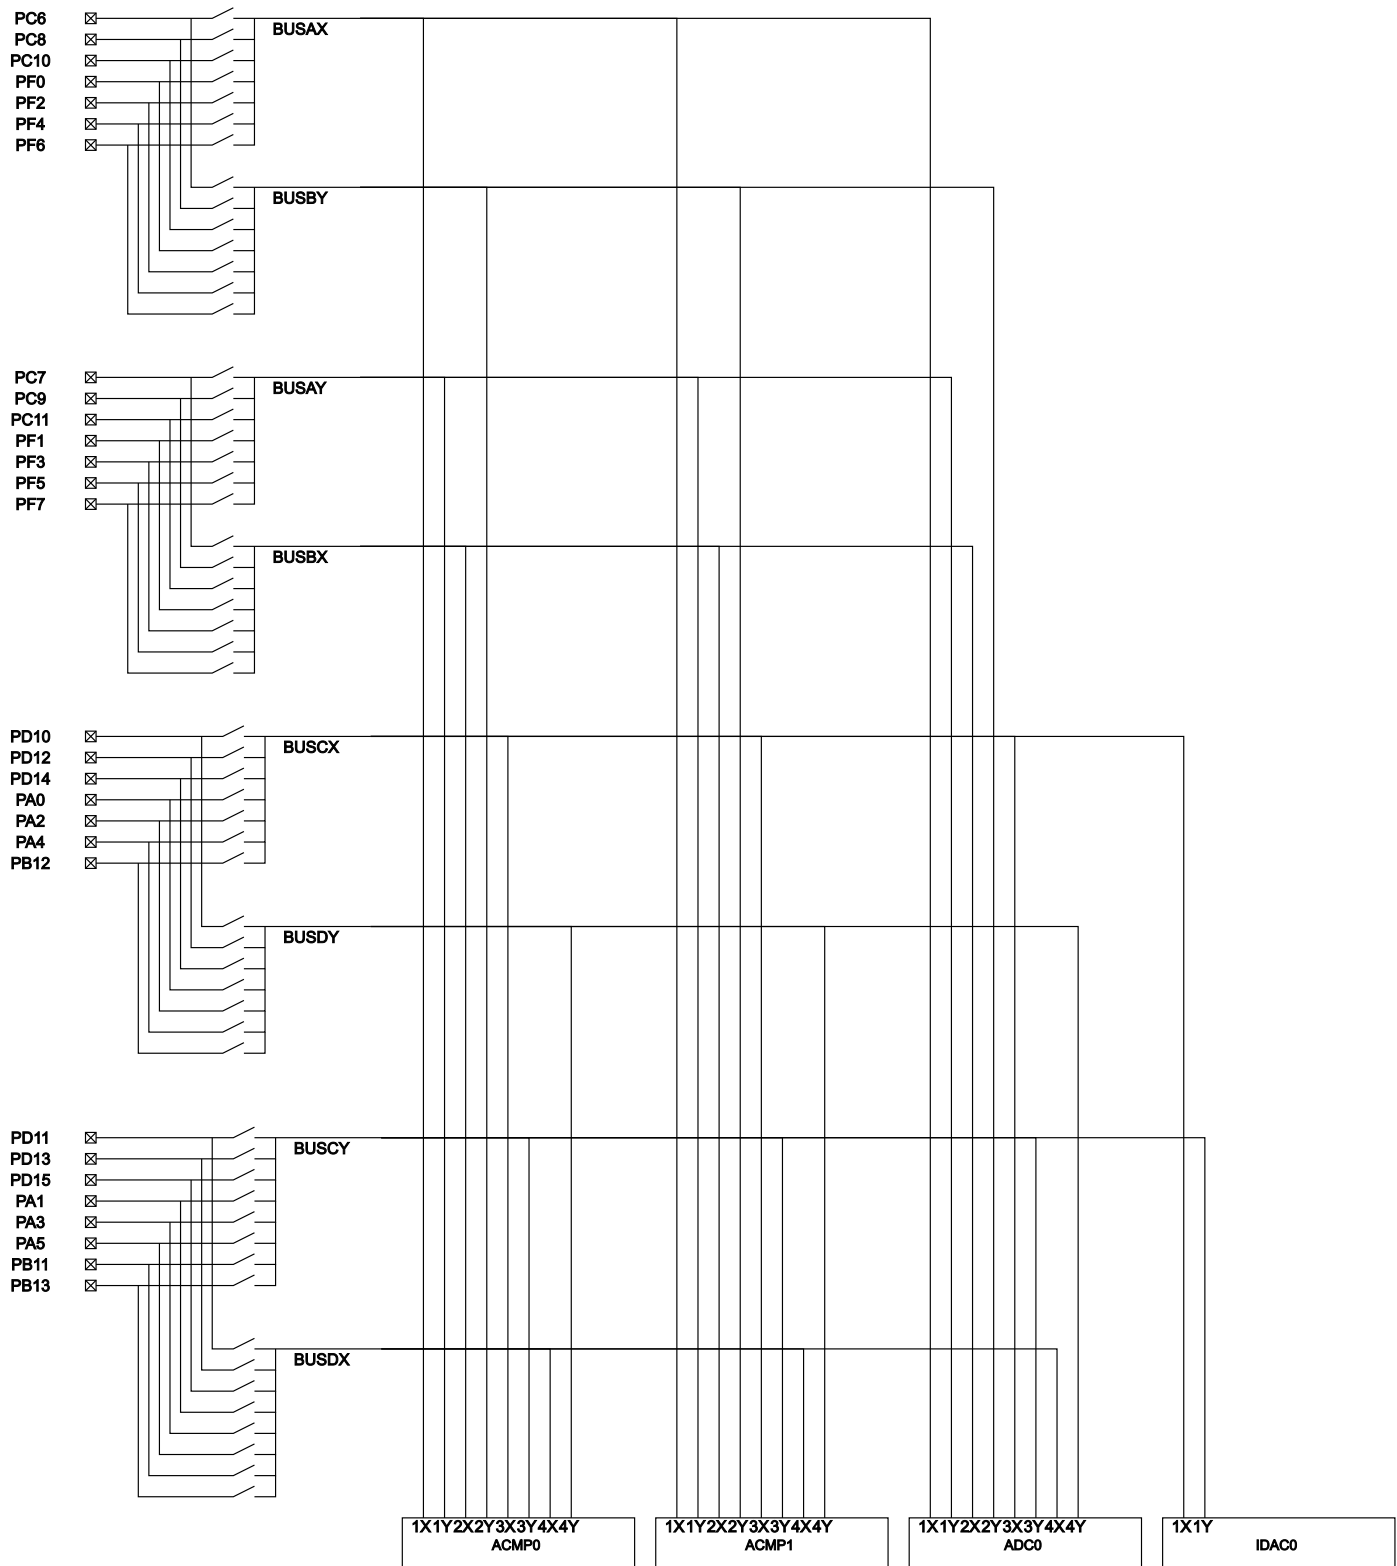 PC6
BUSAX
PC8
PC10
PF0
PF2
PF4
PF6
BUSBY
PC7
BUSAY
PC9
PC11
PF1
PF3
PF5
PF7
BUSBX
PD10
BUSCX
PD12
PD14
PA0
PA2
PA4
PB12
BUSDY
PD11
BUSCY
PD13
PD15
PA1
PA3
PA5
PB11
PB13
BUSDX
1X1Y2X2Y3X3Y4X4Y 1X1Y2X2Y3X3Y4X4Y 1X1Y2X2Y3X3Y4X4Y 1X1Y
ACMP0 ACMP1 ADC0 IDAC0